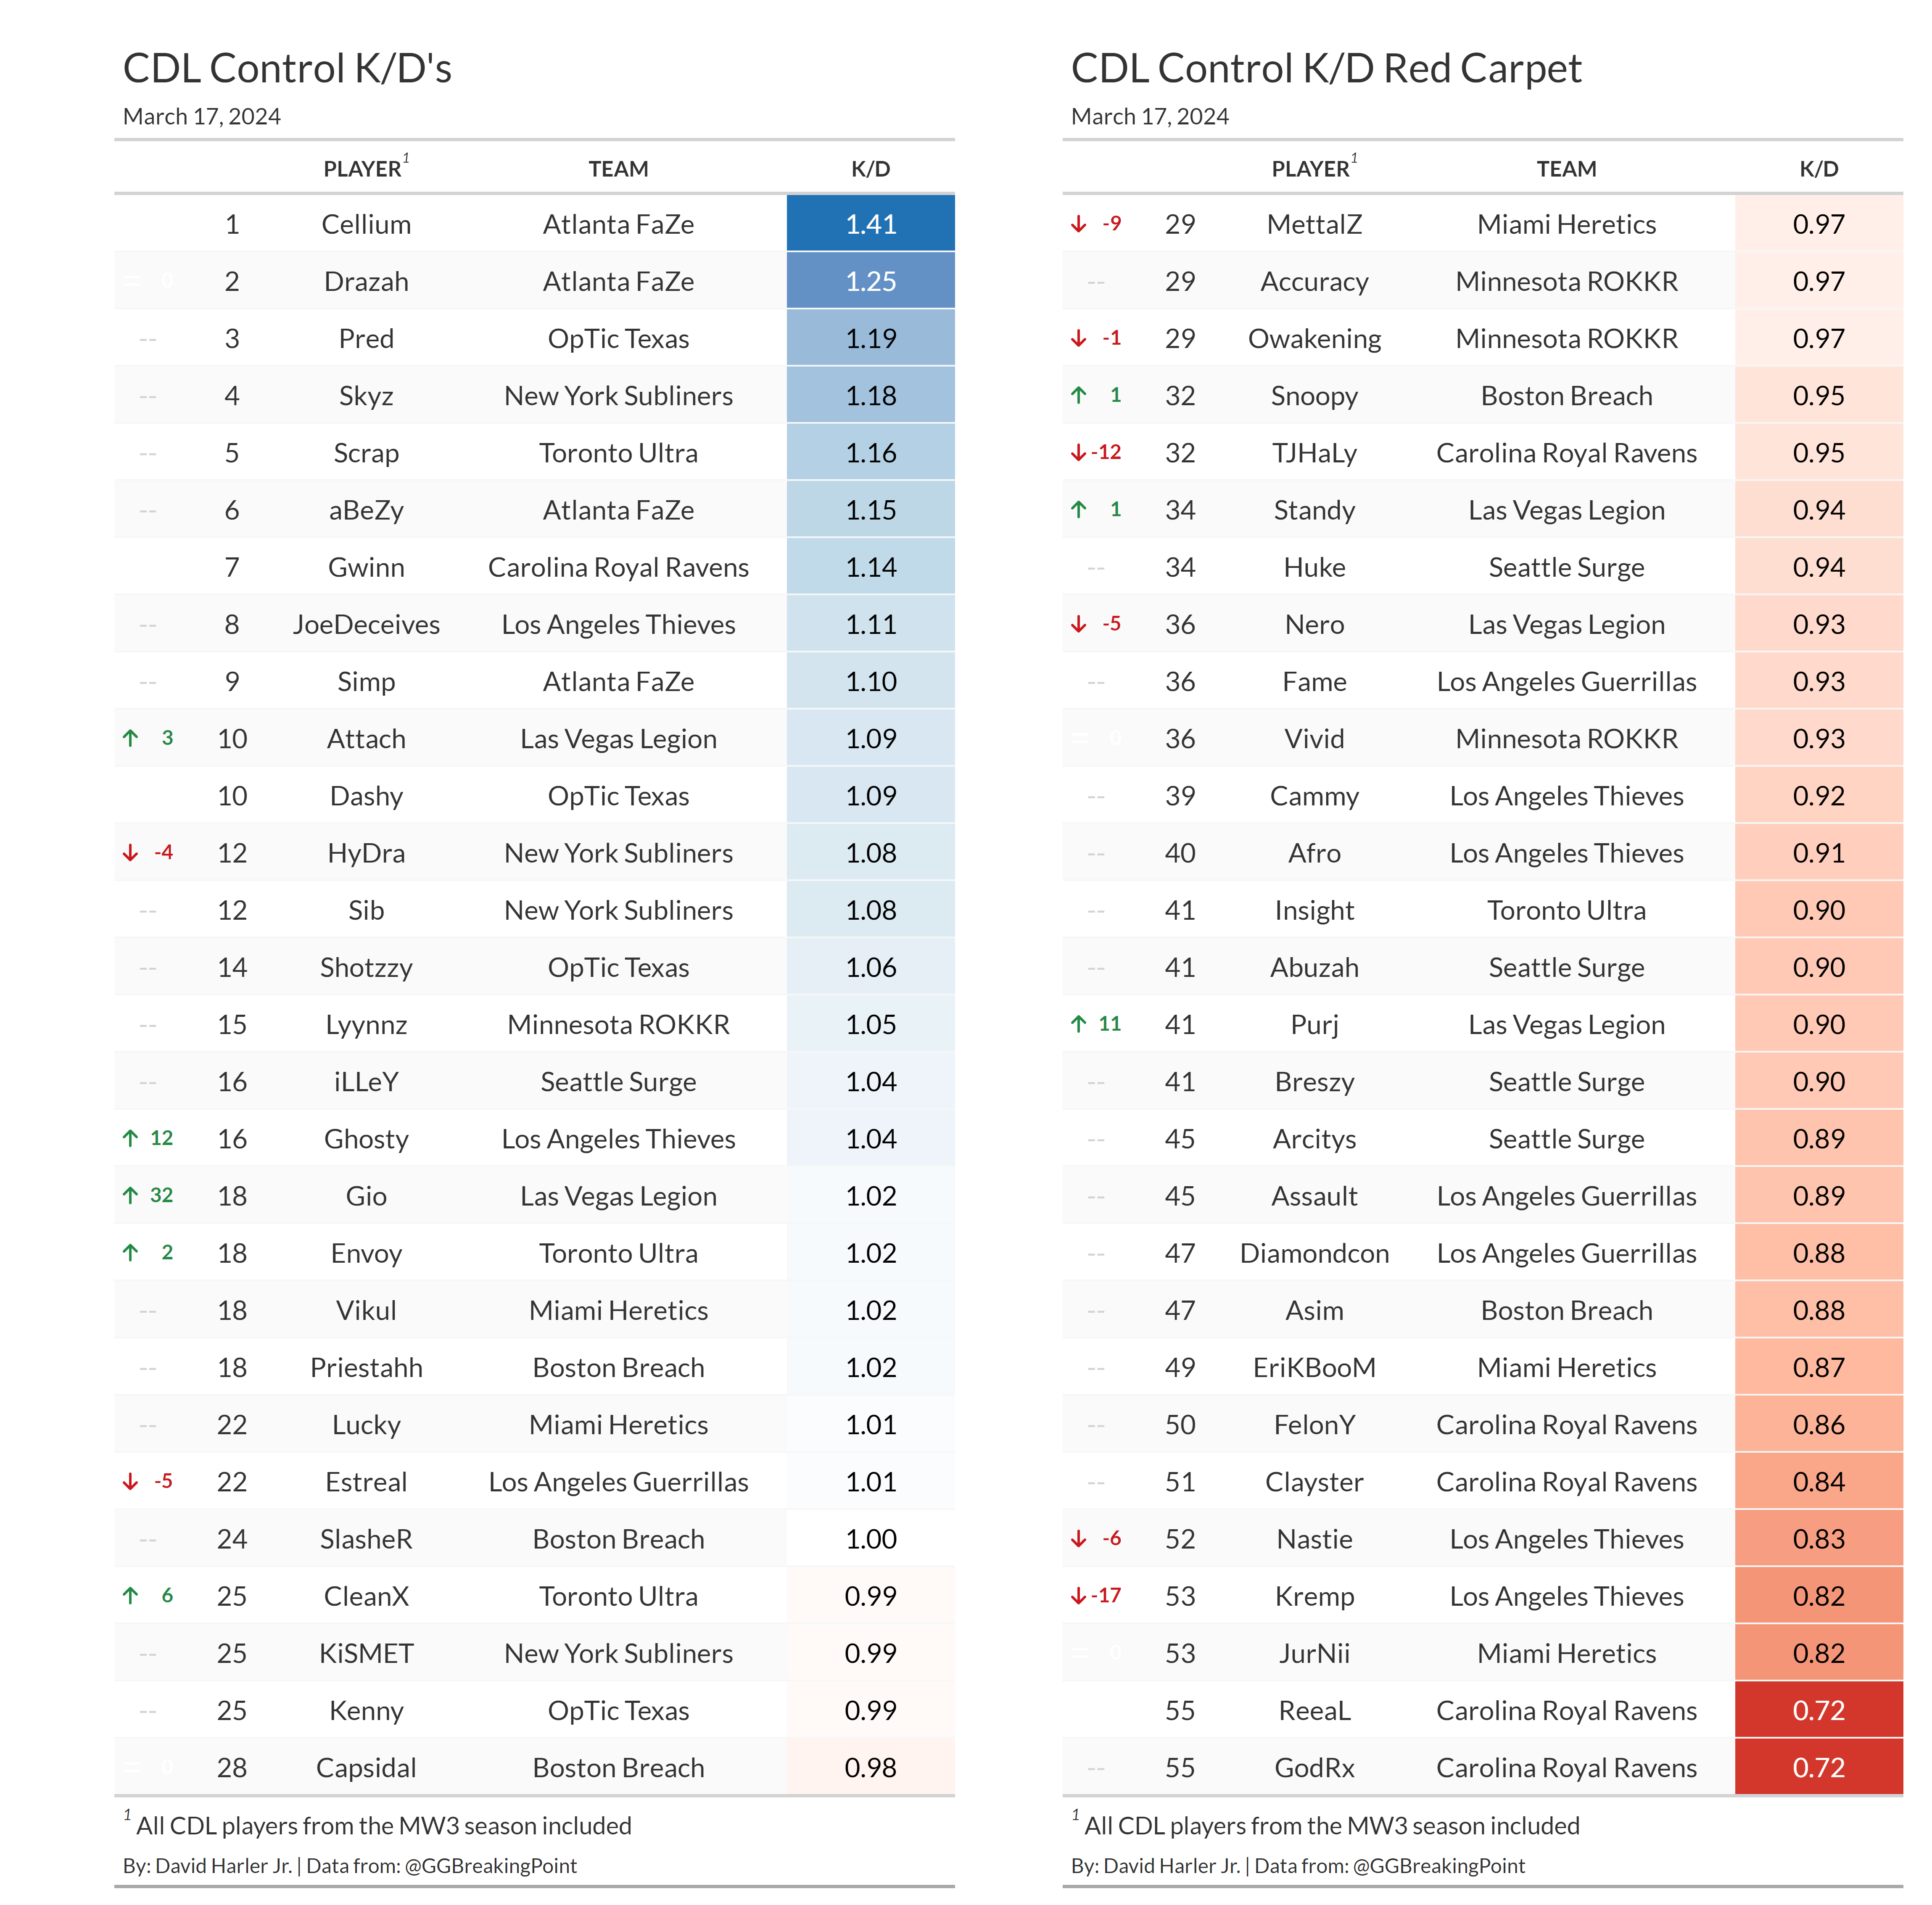 CDL Control K/D's
March 17, 2024
PLAYER1 TEAM K/D
1 Cellium Atlanta FaZe 1.41
= 0 2 Drazah Atlanta FaZe 1.25
-- 3 Pred OpTic Texas 1.19
-- 4 Skyz New York Subliners 1.18
-- 5 Scrap Toronto Ultra 1.16
-- 6 aBeZy Atlanta FaZe 1.15
7 Gwinn Carolina Royal Ravens 1.14
-- 8 JoeDeceives Los Angeles Thieves 1.11
-- 9 Simp Atlanta FaZe 1.10
↑ 3 10 Attach Las Vegas Legion 1.09
10 Dashy OpTic Texas 1.09
↓ -4 12 HyDra New York Subliners 1.08
-- 12 Sib New York Subliners 1.08
-- 14 Shotzzy OpTic Texas 1.06
-- 15 Lyynnz Minnesota ROKKR 1.05
-- 16 iLLeY Seattle Surge 1.04
↑ 12 16 Ghosty Los Angeles Thieves 1.04
↑ 32 18 Gio Las Vegas Legion 1.02
↑ 2 18 Envoy Toronto Ultra 1.02
-- 18 Vikul Miami Heretics 1.02
-- 18 Priestahh Boston Breach 1.02
-- 22 Lucky Miami Heretics 1.01
↓ -5 22 Estreal Los Angeles Guerrillas 1.01
-- 24 SlasheR Boston Breach 1.00
↑ 6 25 CleanX Toronto Ultra 0.99
-- 25 KiSMET New York Subliners 0.99
-- 25 Kenny OpTic Texas 0.99
= 0 28 Capsidal Boston Breach 0.98
1 All CDL players from the MW3 season included
By: David Harler Jr. | Data from: @GGBreakingPoint
CDL Control K/D Red Carpet
March 17, 2024
PLAYER1 TEAM K/D
↓ -9 29 MettalZ Miami Heretics 0.97
-- 29 Accuracy Minnesota ROKKR 0.97
↓ -1 29 Owakening Minnesota ROKKR 0.97
↑ 1 32 Snoopy Boston Breach 0.95
↓ -12 32 TJHaLy Carolina Royal Ravens 0.95
↑ 1 34 Standy Las Vegas Legion 0.94
-- 34 Huke Seattle Surge 0.94
↓ -5 36 Nero Las Vegas Legion 0.93
-- 36 Fame Los Angeles Guerrillas 0.93
= 0 36 Vivid Minnesota ROKKR 0.93
-- 39 Cammy Los Angeles Thieves 0.92
-- 40 Afro Los Angeles Thieves 0.91
-- 41 Insight Toronto Ultra 0.90
-- 41 Abuzah Seattle Surge 0.90
↑ 11 41 Purj Las Vegas Legion 0.90
-- 41 Breszy Seattle Surge 0.90
-- 45 Arcitys Seattle Surge 0.89
-- 45 Assault Los Angeles Guerrillas 0.89
-- 47 Diamondcon Los Angeles Guerrillas 0.88
-- 47 Asim Boston Breach 0.88
-- 49 EriKBooM Miami Heretics 0.87
-- 50 FelonY Carolina Royal Ravens 0.86
-- 51 Clayster Carolina Royal Ravens 0.84
↓ -6 52 Nastie Los Angeles Thieves 0.83
↓ -17 53 Kremp Los Angeles Thieves 0.82
= 0 53 JurNii Miami Heretics 0.82
55 ReeaL Carolina Royal Ravens 0.72
-- 55 GodRx Carolina Royal Ravens 0.72
1 All CDL players from the MW3 season included
By: David Harler Jr. | Data from: @GGBreakingPoint